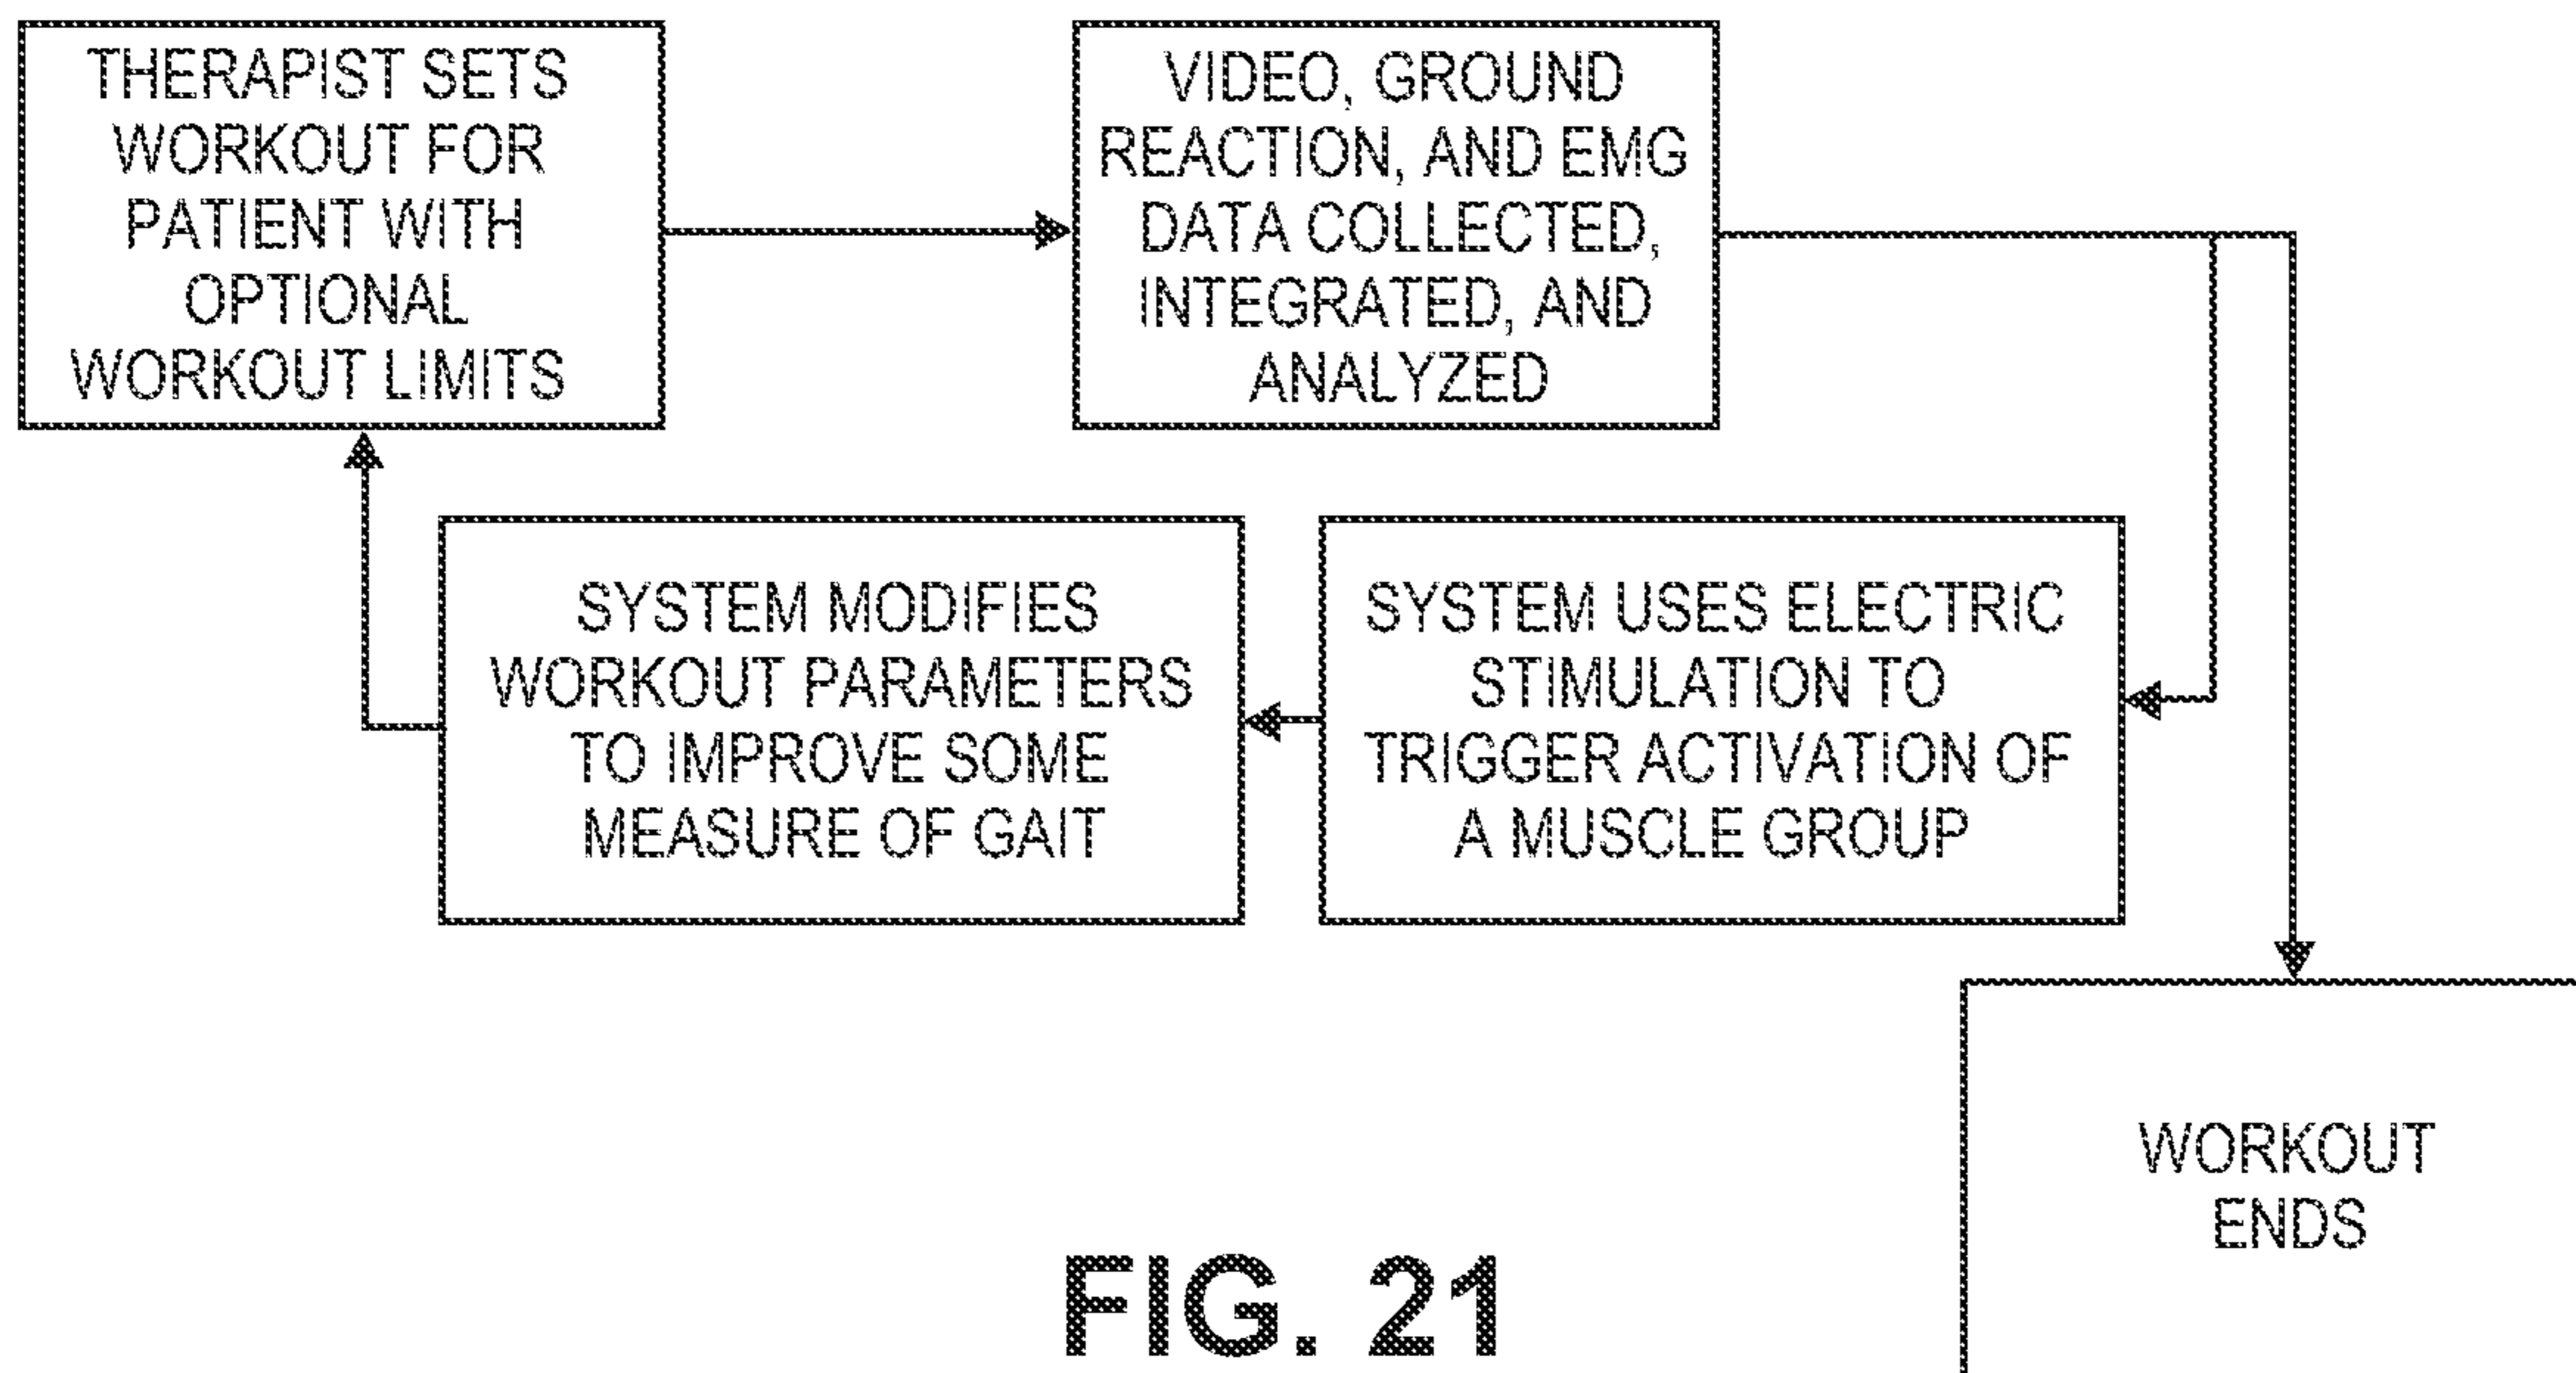 THERAPIST SETS
WORKOUT FOR
PATIENT WITH
OPTIONAL
WORKOUT LIMITS
VIDEO, GROUND
REACTION, AND EMG
DATA COLLECTED,
INTEGRATED, AND
ANALYZED
SYSTEM MODIFIES
WORKOUT PARAMETERS
TO IMPROVE SOME
MEASURE OF GAIT
SYSTEM USES ELECTRIC
STIMULATION TO
TRIGGER ACTIVATION OF
A MUSCLE GROUP
WORKOUT
ENDS
FIG. 21